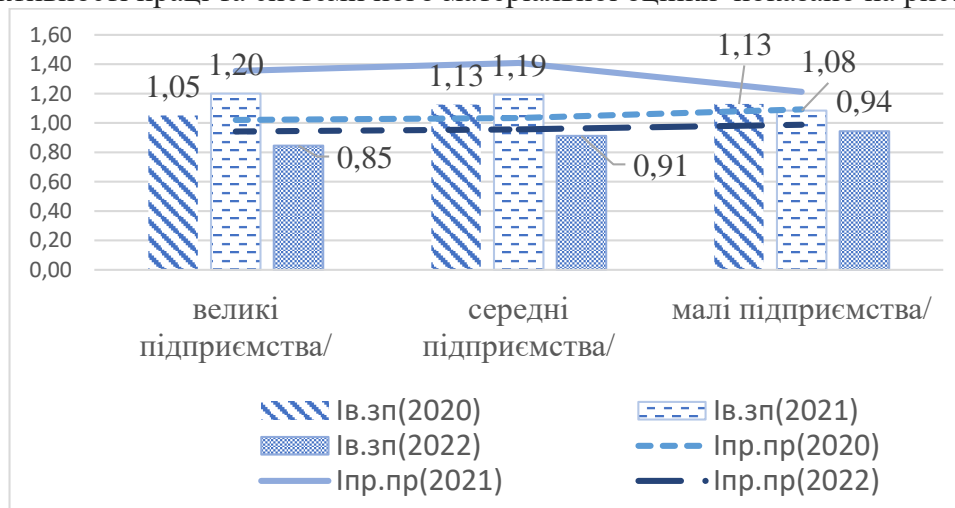 1,60
1,40
1,20
1,00
0,80
0,60
0,40
0,20
0,00
1,05
1,20
0,85
1,13
1,19
0,91
1,13
1,08
0,94
великі
підприємства/
середні
підприємства/
малі підприємства/
Ів.зп(2020)
Ів.зп(2021)
Ів.зп(2022)
Іпр.пр(2020)
Іпр.пр(2021)
Іпр.пр(2022)